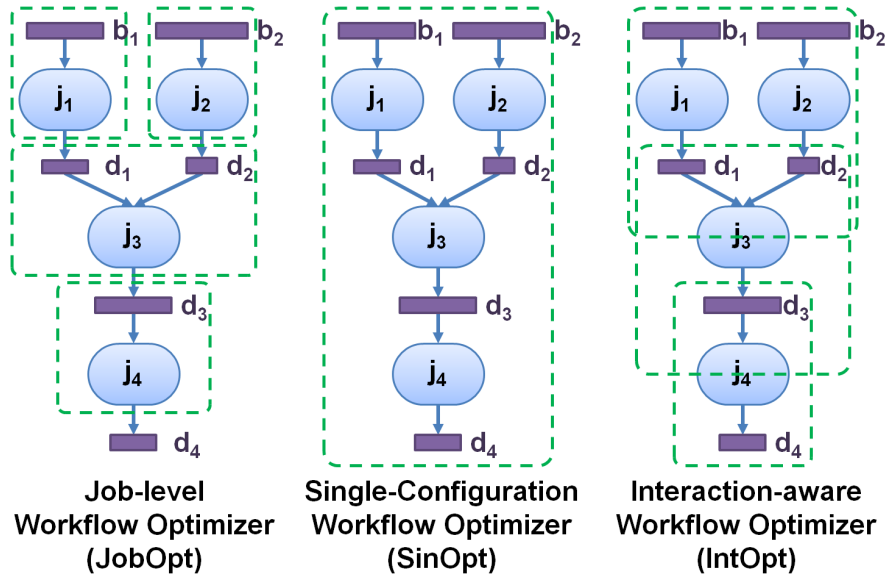 b₁
b₂
j₁
j₂
d₁
d₂
j₃
d₃
j₄
d₄
Job-level
Workflow Optimizer
(JobOpt)
b₁
b₂
j₁
j₂
d₁
d₂
j₃
d₃
j₄
d₄
Single-Configuration
Workflow Optimizer
(SinOpt)
b₁
b₂
j₁
j₂
d₁
d₂
j₃
d₃
j₄
d₄
Interaction-aware
Workflow Optimizer
(IntOpt)